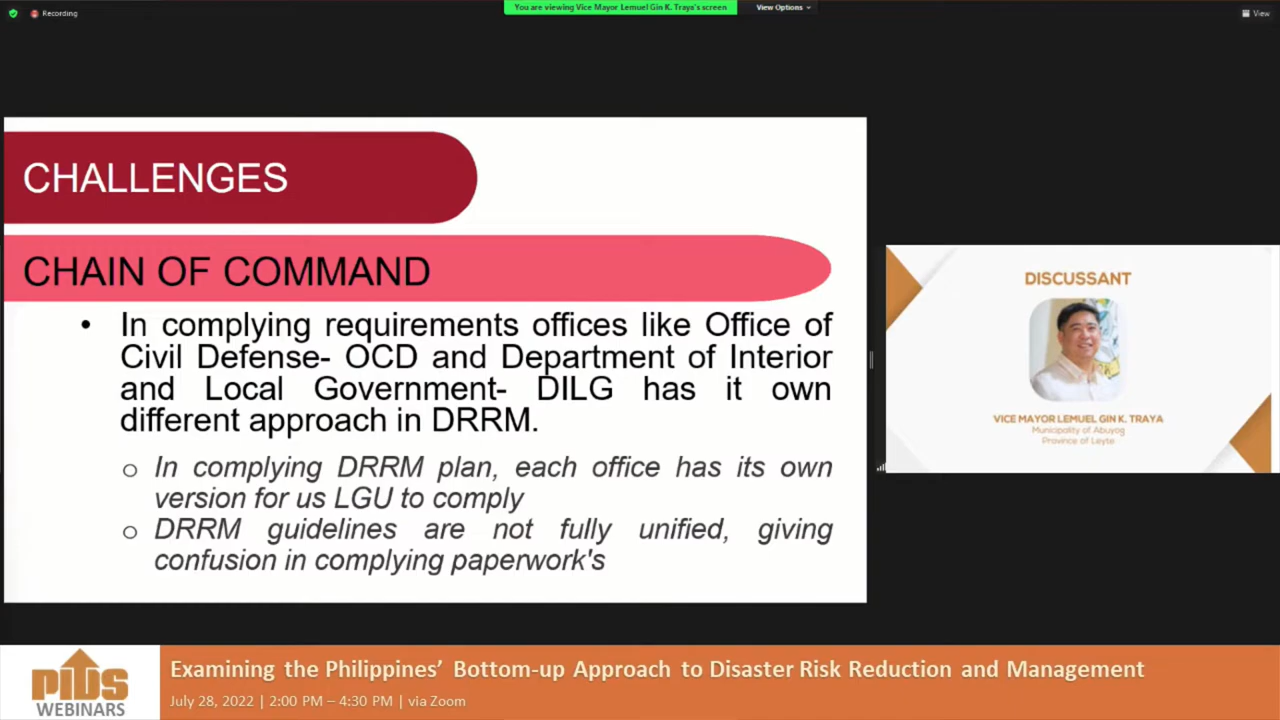 Recording
You are viewing Vice Mayor Lemuel Gin K. Traya's screen
View Options
View
CHALLENGES
CHAIN OF COMMAND
• In complying requirements offices like Office of
Civil Defense- OCD and Department of Interior
and Local Government- DILG has it own
different approach in DRRM.
o In complying DRRM plan, each office has its own
version for us LGU to comply
o DRRM guidelines are not fully unified, giving
confusion in complying paperwork's
DISCUSSANT
VICE MAYOR LEMUEL GIN K. TRAYA
Municipality of Abuyog
Province of Leyte
PIDS
WEBINARS
Examining the Philippines' Bottom-up Approach to Disaster Risk Reduction and Management
July 28, 2022 | 2:00 PM – 4:30 PM | via Zoom